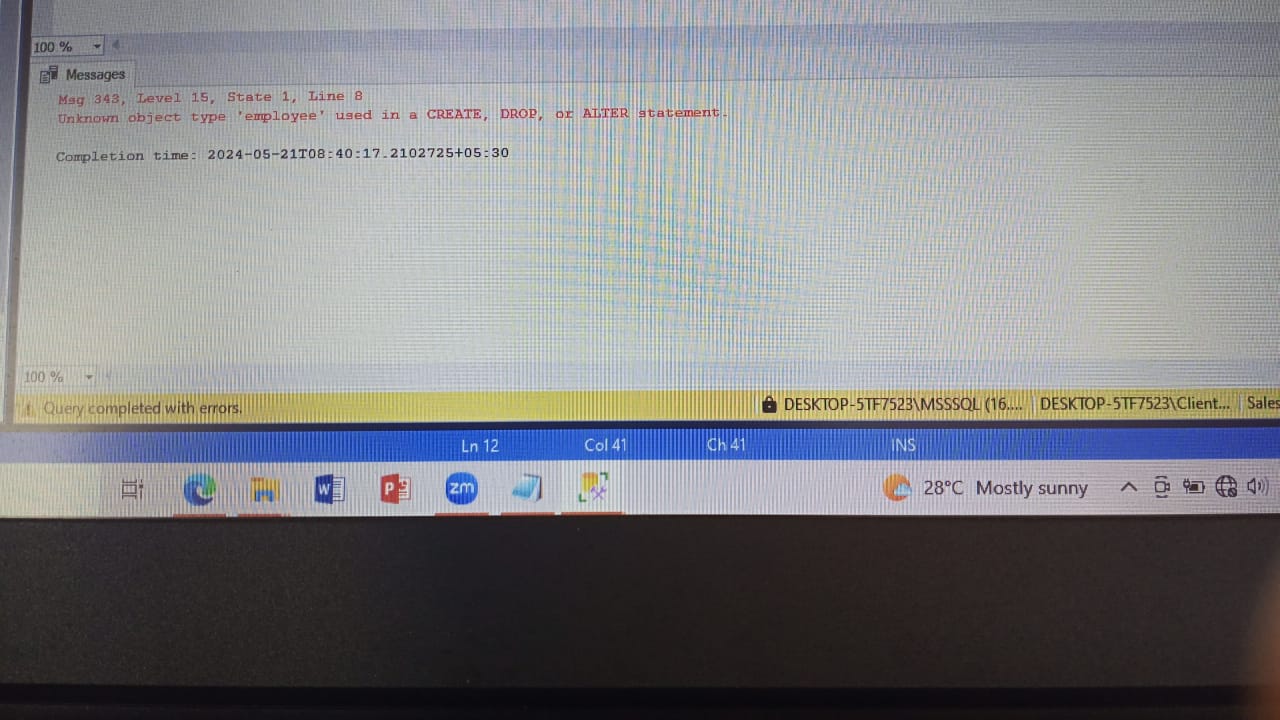 100 %
Messages
Msg 343, Level 15, State 1, Line 8
Unknown object type 'employee' used in a CREATE, DROP, or ALTER statement.
Completion time: 2024-05-21T08:40:17.2102725+05:30
100 %
Query completed with errors.
DESKTOP-5TF7523\MSSSQL (16....
DESKTOP-5TF7523\Client...
Sales
Ln 12
Col 41
Ch 41
INS
W
P
zm
28°C Mostly sunny